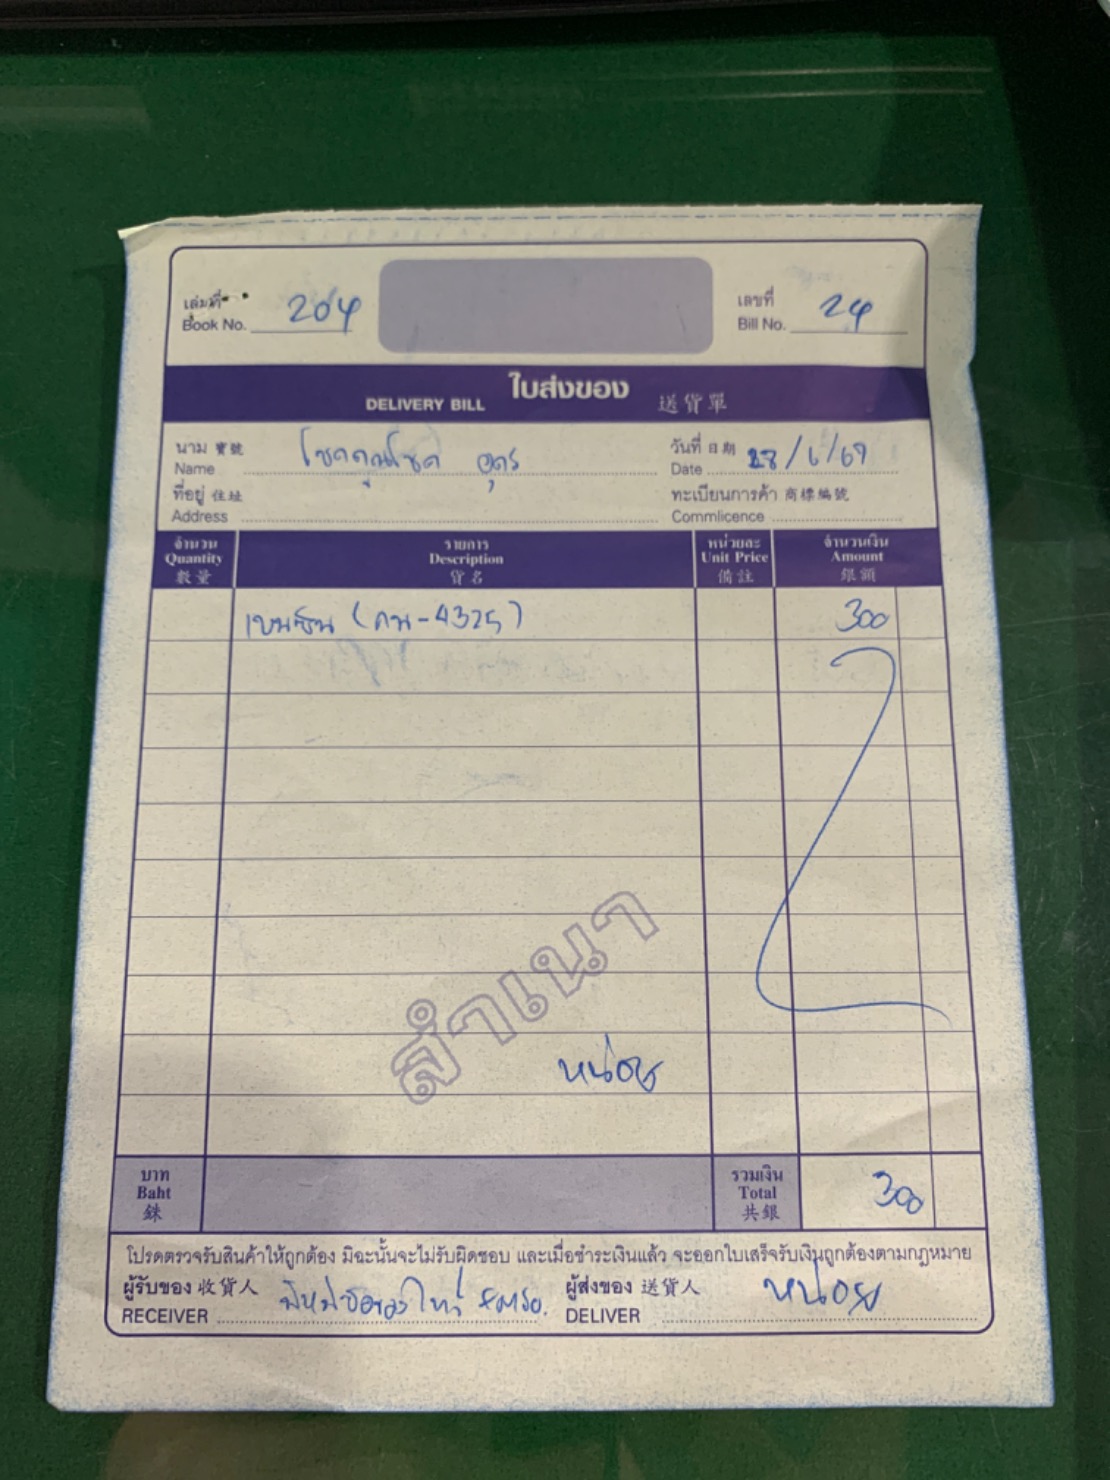 เล่มที่
Book No. 204
เลขที่
Bill No. 24
ใบส่งของ
DELIVERY BILL 送貨單
นาม 寶號
Name โชคคูณโชค อุดร
วันที่ 日期
Date 28/6/69
ที่อยู่ 住址
Address
ทะเบียนการค้า 商標編號
Commlicence
จำนวน รายการ หน่วยละ จำนวนเงิน
Quantity Description Unit Price Amount
數量 貨名 備註 銀額
เบนซิน (กบ-4325) 300
สำเนา
หน่อย
บาท
Baht
銖
รวมเงิน
Total
共銀
300
โปรดตรวจรับสินค้าให้ถูกต้อง มิฉะนั้นจะไม่รับผิดชอบ และเมื่อชำระเงินแล้ว จะออกใบเสร็จรับเงินถูกต้องตามกฎหมาย
ผู้รับของ 收貨人
RECEIVER
ผู้ส่งของ 送貨人
DELIVER หน่อย